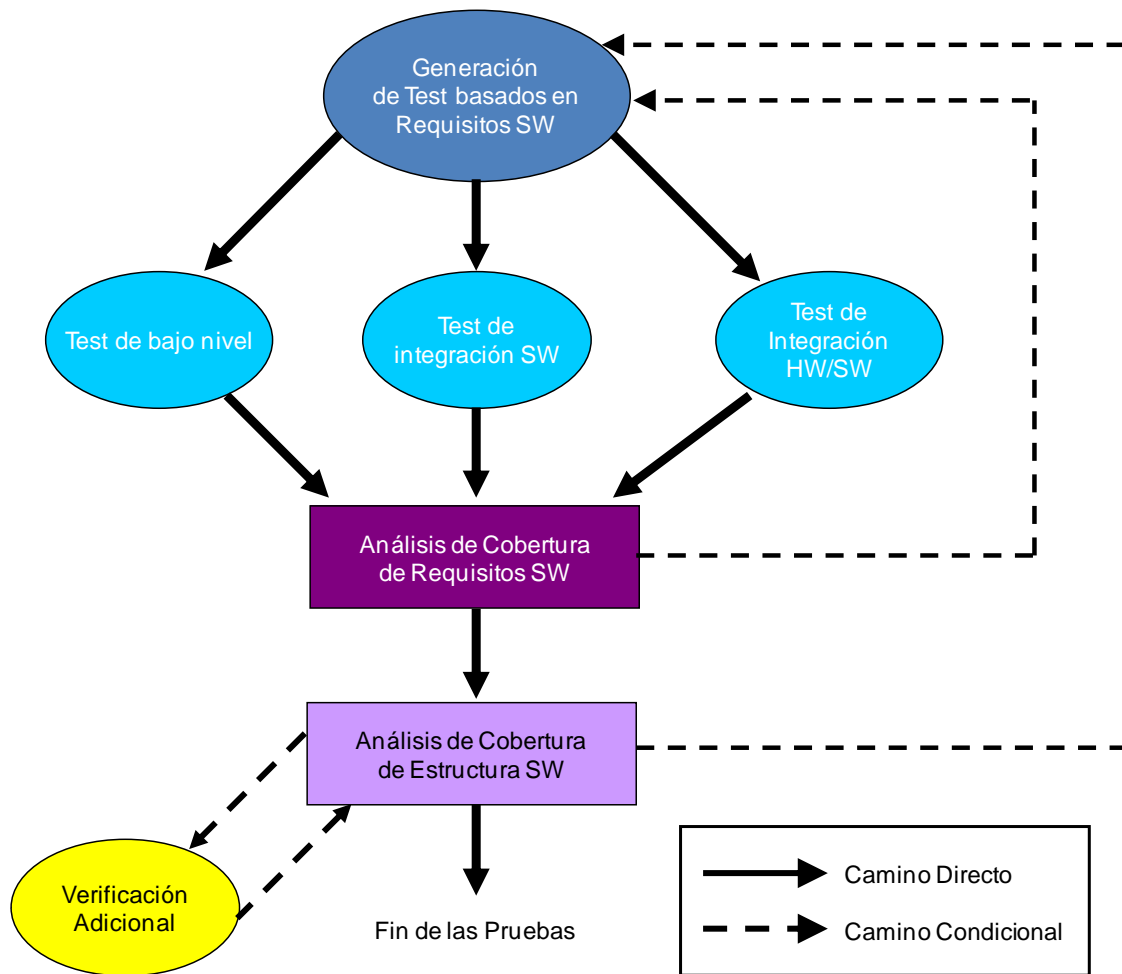 Generación
de Test basados en
Requisitos SW
Test de bajo nivel
Test de
integración SW
Test de
Integración
HW/SW
Análisis de Cobertura
de Requisitos SW
Análisis de Cobertura
de Estructura SW
Verificación
Adicional
Fin de las Pruebas
Camino Directo
Camino Condicional